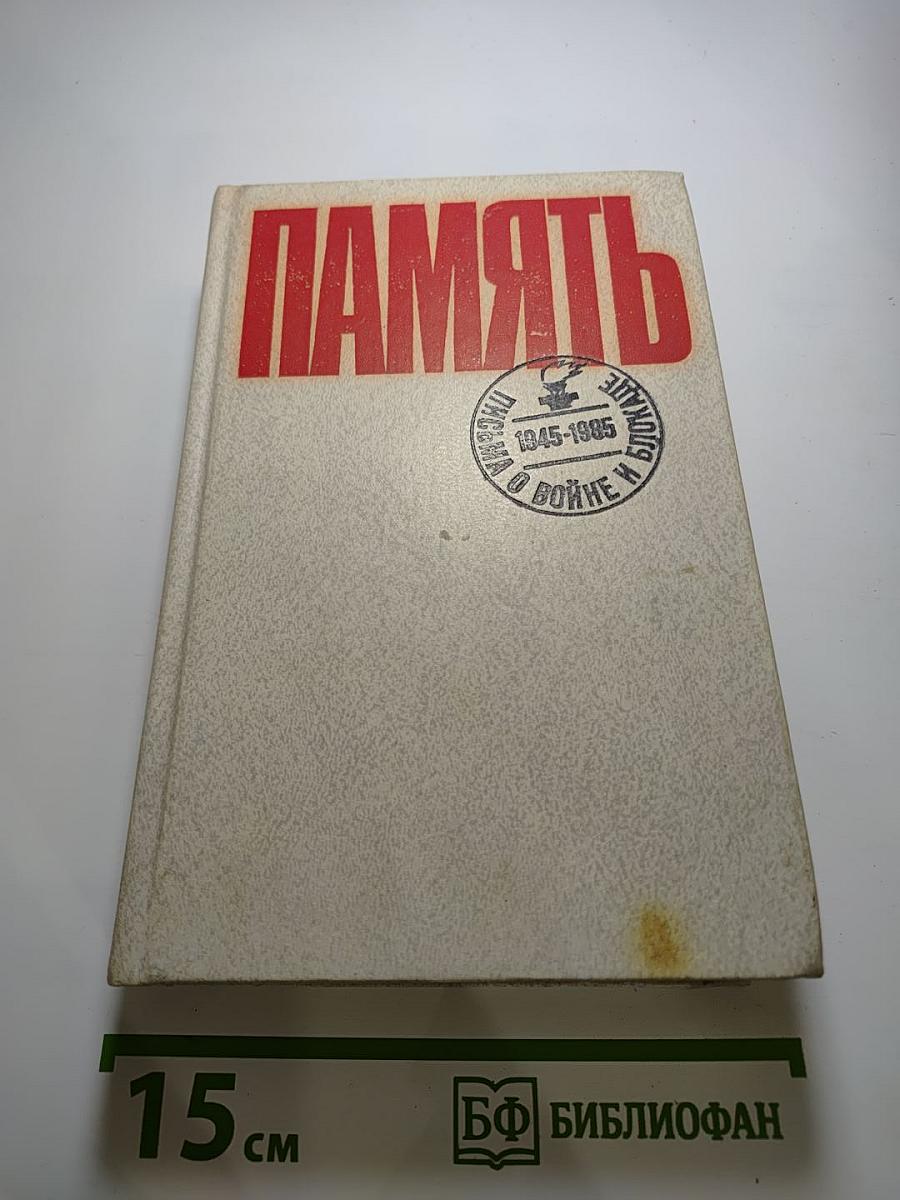 ПАМЯТЬ
1945-1985
ПИСЬМА О ВОЙНЕ И БЛОКАДЕ
15 см
БФ БИБЛИОФАН